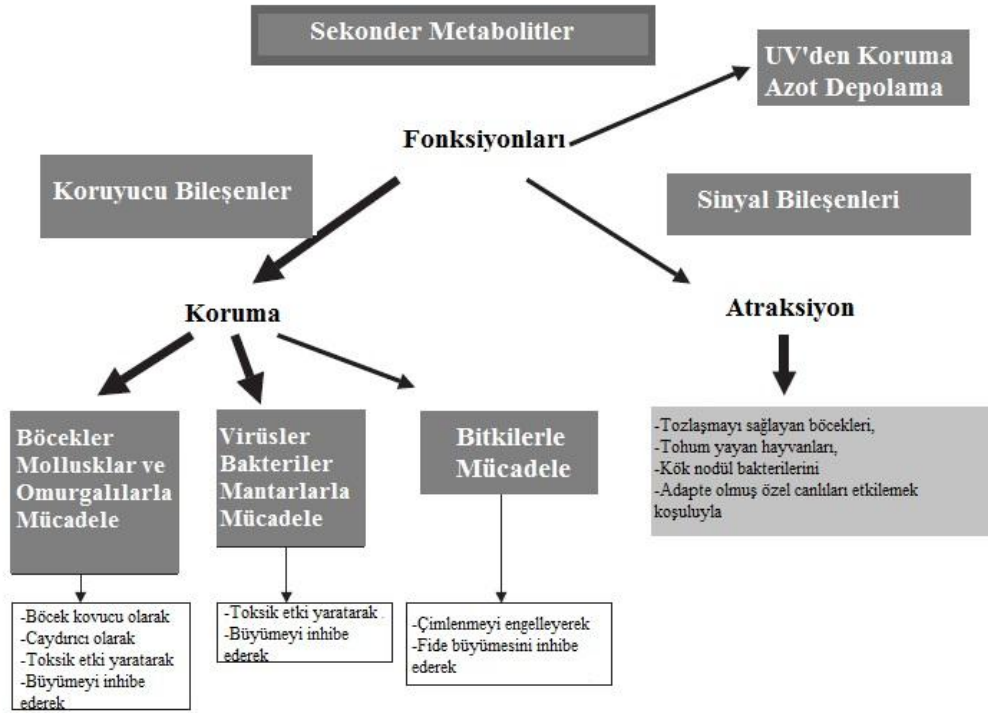 Sekonder Metabolitler
UV'den Koruma
Azot Depolama
Fonksiyonları
Koruyucu Bileşenler
Sinyal Bileşenleri
Koruma
Atraksiyon
Böcekler
Mollusklar ve
Omurgalılarla
Mücadele
Virüsler
Bakteriler
Mantarlarla
Mücadele
Bitkilerle
Mücadele
-Tozlaşmayı sağlayan böcekleri,
-Tohum yayan hayvanları,
-Kök nodül bakterilerini
-Adapte olmuş özel canlıları etkilemek
koşuluyla
-Böcek kovucu olarak
-Caydırıcı olarak
-Toksik etki yaratarak
-Büyümeyi inhibe
ederek
-Toksik etki yaratarak
-Büyümeyi inhibe
ederek
-Çimlenmeyi engelleyerek
-Fide büyümesini inhibe
ederek